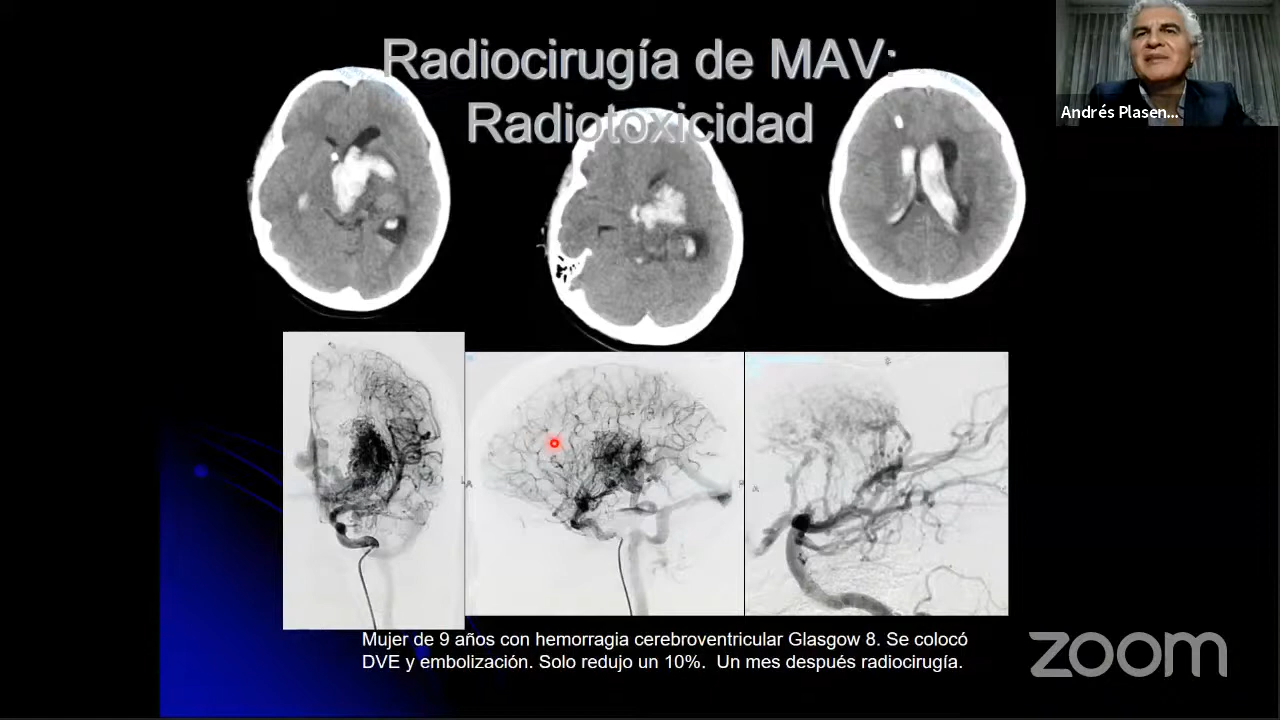 Radiocirugía de MAV:
Radiotoxicidad
Andrés Plasen...
Mujer de 9 años con hemorragia cerebroventricular Glasgow 8. Se colocó
DVE y embolización. Solo redujo un 10%. Un mes después radiocirugía.
zoom